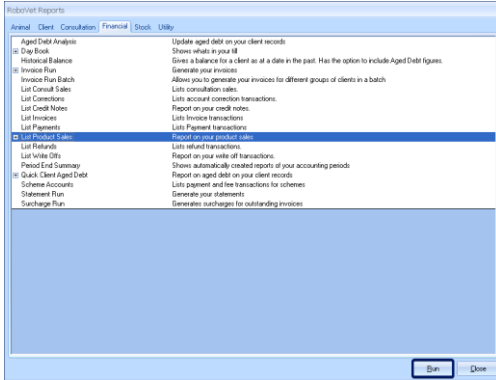 RoboVet Reports
Animal Client Consultation Financial Stock Utility
Aged Debt Analysis Update aged debt on your client records
Day Book Shows whats in your till
Historical Balance Gives a balance for a client as at a date in the past. Has the option to include Aged Debt figures.
Invoice Run Generate your invoices
Invoice Run Batch Allows you to generate your invoices for different groups of clients in a batch
List Consult Sales Lists consultation sales.
List Corrections Lists account correction transactions.
List Credit Notes Report on your credit notes.
List Invoices Lists Invoice transactions
List Payments Lists Payment transactions
List Product Sales Report on your product sales
List Refunds Lists refund transactions.
List Write Offs Report on your write off transactions.
Period End Summary Shows automatically created reports of your accounting periods
Quick Client Aged Debt Report on aged debt on your client records
Scheme Accounts Lists payment and fee transactions for schemes
Statement Run Generate your statements
Surcharge Run Generates surcharges for outstanding invoices
Run Close